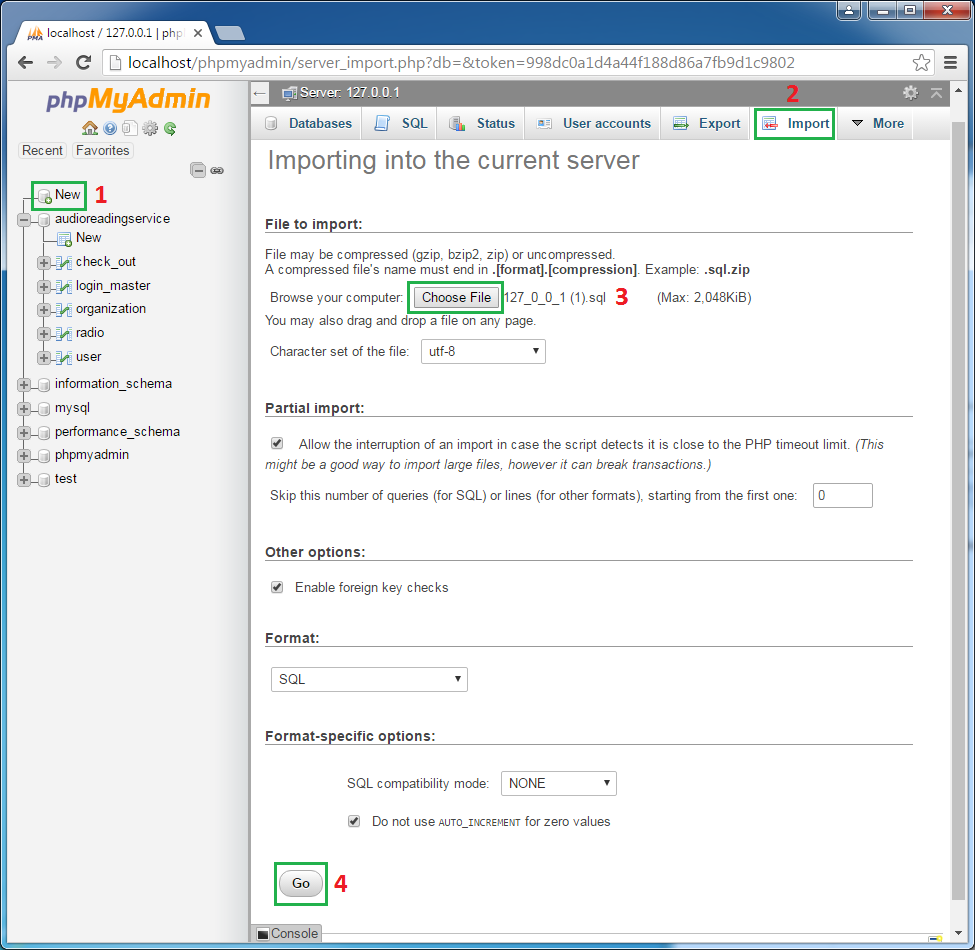 localhost / 127.0.0.1 | php
localhost/phpmyadmin/server_import.php?db=&token=998dc0a1d4a44f188d86a7fb9d1c9802
phpMyAdmin
Recent
Favorites
New
1
audioreadingservice
New
check_out
login_master
organization
radio
user
information_schema
mysql
performance_schema
phpmyadmin
test
Server: 127.0.0.1
2
Databases
SQL
Status
User accounts
Export
Import
More
Importing into the current server
File to import:
File may be compressed (gzip, bzip2, zip) or uncompressed.
A compressed file's name must end in .[format].[compression]. Example: .sql.zip
Browse your computer: Choose File 127_0_0_1 (1).sql 3 (Max: 2,048KiB)
You may also drag and drop a file on any page.
Character set of the file: utf-8
Partial import:
Allow the interruption of an import in case the script detects it is close to the PHP timeout limit. (This
might be a good way to import large files, however it can break transactions.)
Skip this number of queries (for SQL) or lines (for other formats), starting from the first one: 0
Other options:
Enable foreign key checks
Format:
SQL
Format-specific options:
SQL compatibility mode: NONE
Do not use AUTO_INCREMENT for zero values
Go 4
Console